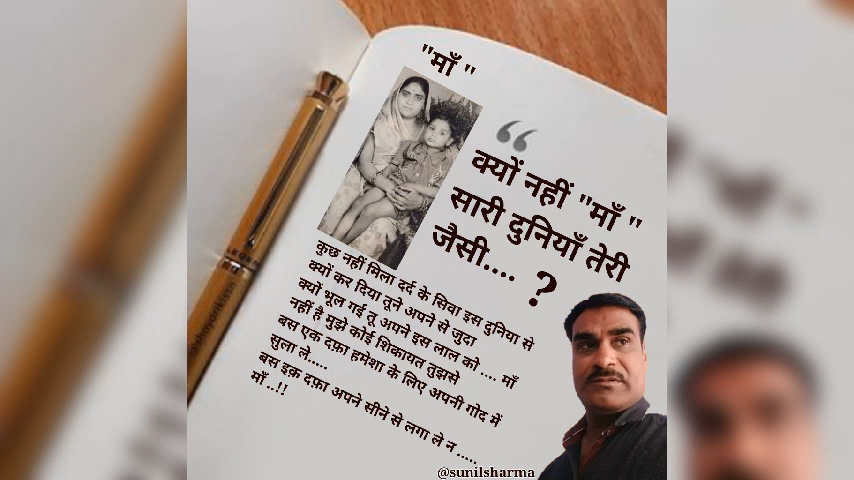 "माँ "
“
क्यों नहीं "माँ "
सारी दुनियाँ तेरी
जैसी.... ?
कुछ नहीं मिला दर्द के सिवा इस दुनिया से
क्यों कर दिया तूने अपने से जुदा
क्यों भूल गई तू अपने इस लाल को .... माँ
नहीं है मुझे कोई शिकायत तुझसे
बस एक दफ़ा हमेशा के लिए अपनी गोद में
सुला ले.....
बस इक़ दफ़ा अपने सीने से लगा ले न .....
माँ ..!!
@sunilsharma